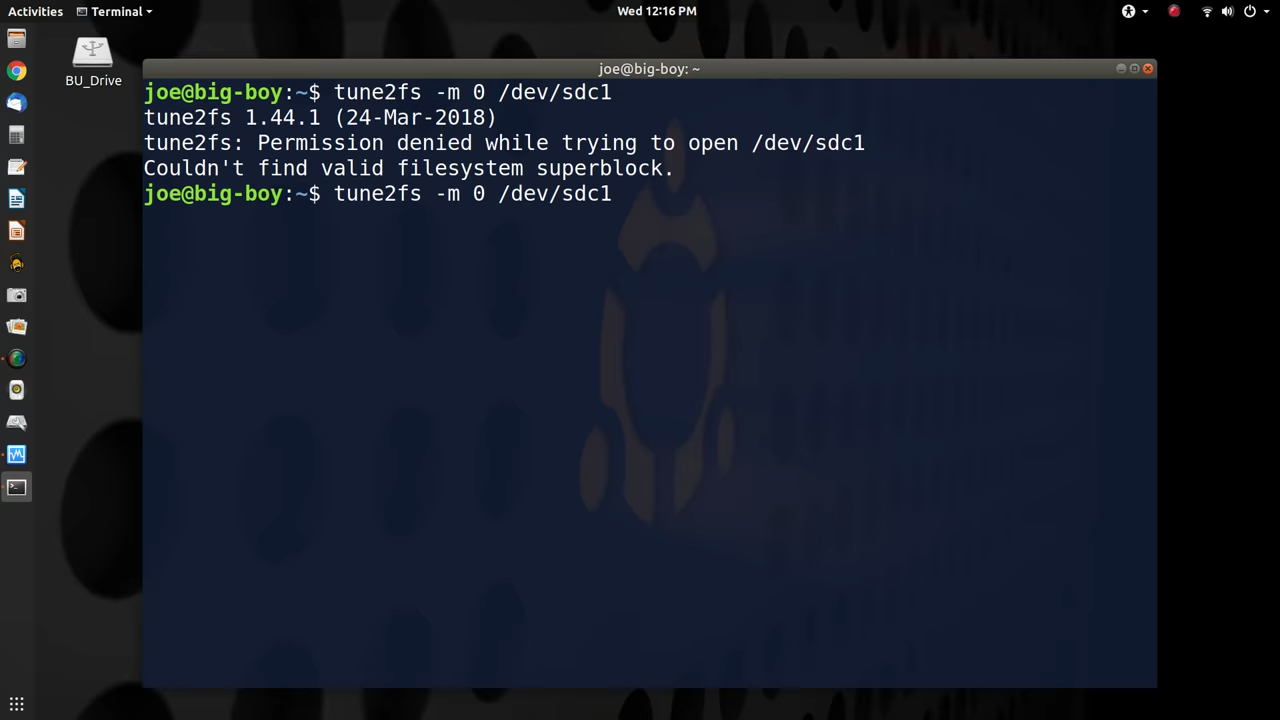 Activities Terminal Wed 12:16 PM
BU_Drive
joe@big-boy: ~
joe@big-boy:~$ tune2fs -m 0 /dev/sdc1
tune2fs 1.44.1 (24-Mar-2018)
tune2fs: Permission denied while trying to open /dev/sdc1
Couldn't find valid filesystem superblock.
joe@big-boy:~$ tune2fs -m 0 /dev/sdc1